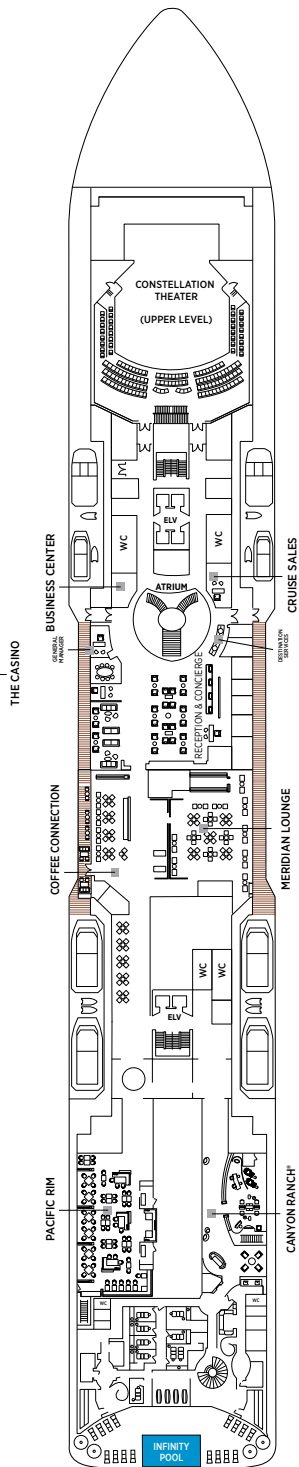 CONSTELLATION
THEATER
(UPPER LEVEL)
ELV
WC
WC
BUSINESS CENTER
CRUISE SALES
ATRIUM
THE CASINO
GENERAL
MANAGER
DESTINATION
SERVICES
RECEPTION & CONCIERGE
COFFEE CONNECTION
MERIDIAN LOUNGE
WC
WC
ELV
PACIFIC RIM
CANYON RANCH®
WC
WC
INFINITY
POOL